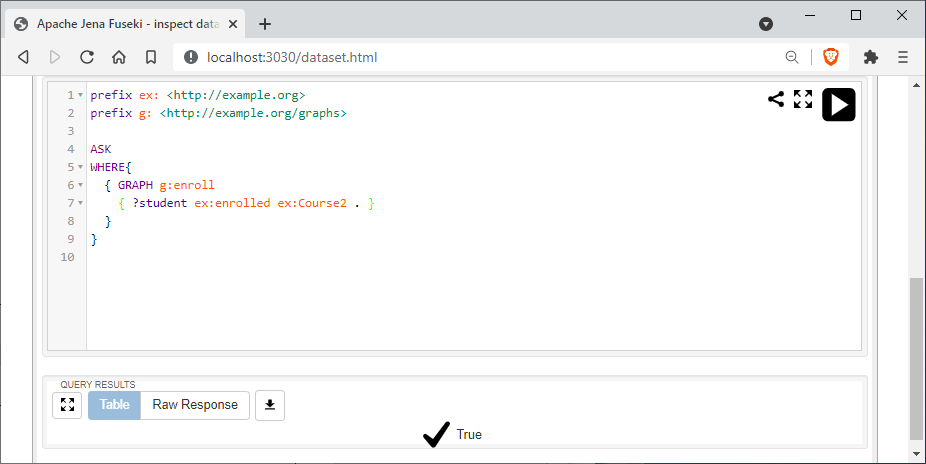 Apache Jena Fuseki - inspect data
localhost:3030/dataset.html
1 prefix ex: <http://example.org>
2 prefix g: <http://example.org/graphs>
3
4 ASK
5 WHERE{
6 { GRAPH g:enroll
7 { ?student ex:enrolled ex:Course2 . }
8 }
9 }
10
QUERY RESULTS
Table Raw Response
True